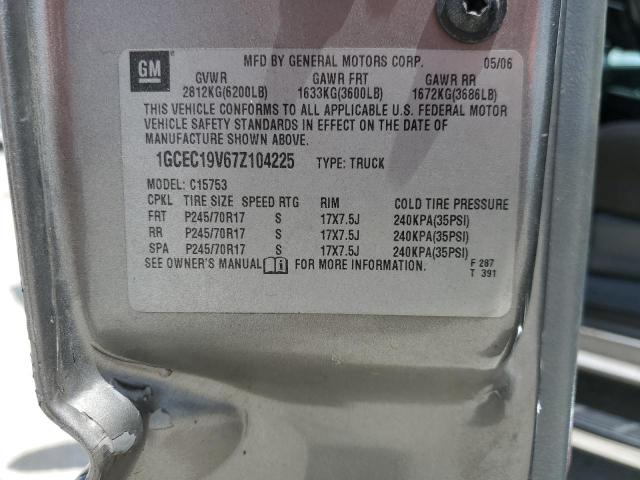 GM
MFD BY GENERAL MOTORS CORP. 05/06
GVWR GAWR FRT GAWR RR
2812KG(6200LB) 1633KG(3600LB) 1672KG(3686LB)
THIS VEHICLE CONFORMS TO ALL APPLICABLE U.S. FEDERAL MOTOR
VEHICLE SAFETY STANDARDS IN EFFECT ON THE DATE OF
MANUFACTURE SHOWN ABOVE.
1GCEC19V67Z104225 TYPE: TRUCK
MODEL: C15753
CPKL TIRE SIZE SPEED RTG RIM COLD TIRE PRESSURE
FRT P245/70R17 S 17X7.5J 240KPA(35PSI)
RR P245/70R17 S 17X7.5J 240KPA(35PSI)
SPA P245/70R17 S 17X7.5J 240KPA(35PSI)
SEE OWNER'S MANUAL FOR MORE INFORMATION. F 287
T 391